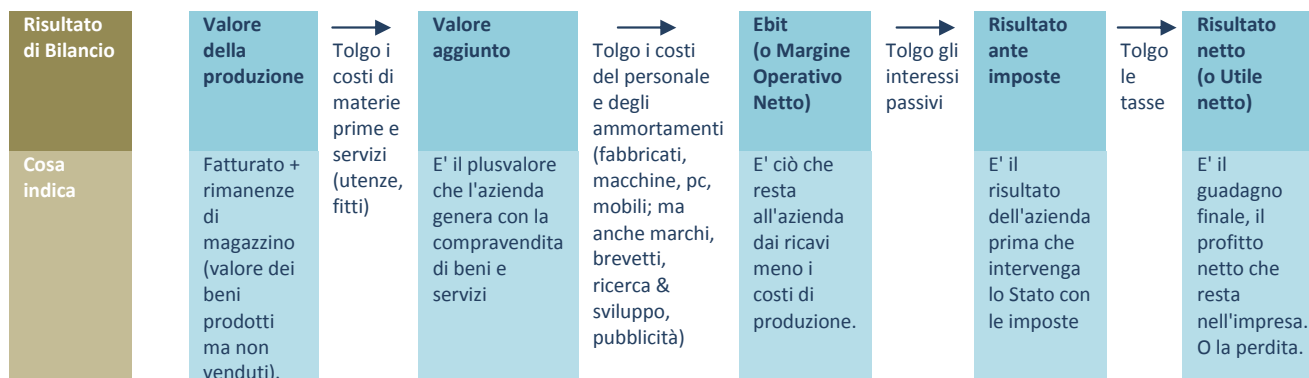 Risultato
di Bilancio
Valore
della
produzione
Tolgo i
costi di
materie
prime e
servizi
(utenze,
fitti)
Valore
aggiunto
Tolgo i costi
del personale
e degli
ammortamenti
(fabbricati,
macchine, pc,
mobili; ma
anche marchi,
brevetti,
ricerca &
sviluppo,
pubblicità)
Ebit
(o Margine
Operativo
Netto)
Tolgo gli
interessi
passivi
Risultato
ante
imposte
Tolgo
le
tasse
Risultato
netto
(o Utile
netto)
Cosa
indica
Fatturato +
rimanenze
di
magazzino
(valore dei
beni
prodotti
ma non
venduti).
E' il plusvalore
che l'azienda
genera con la
compravendita
di beni e
servizi
E' ciò che
resta
all'azienda
dai ricavi
meno i
costi di
produzione.
E' il
risultato
dell'azienda
prima che
intervenga
lo Stato con
le imposte
E' il
guadagno
finale, il
profitto
netto che
resta
nell'impresa.
O la perdita.